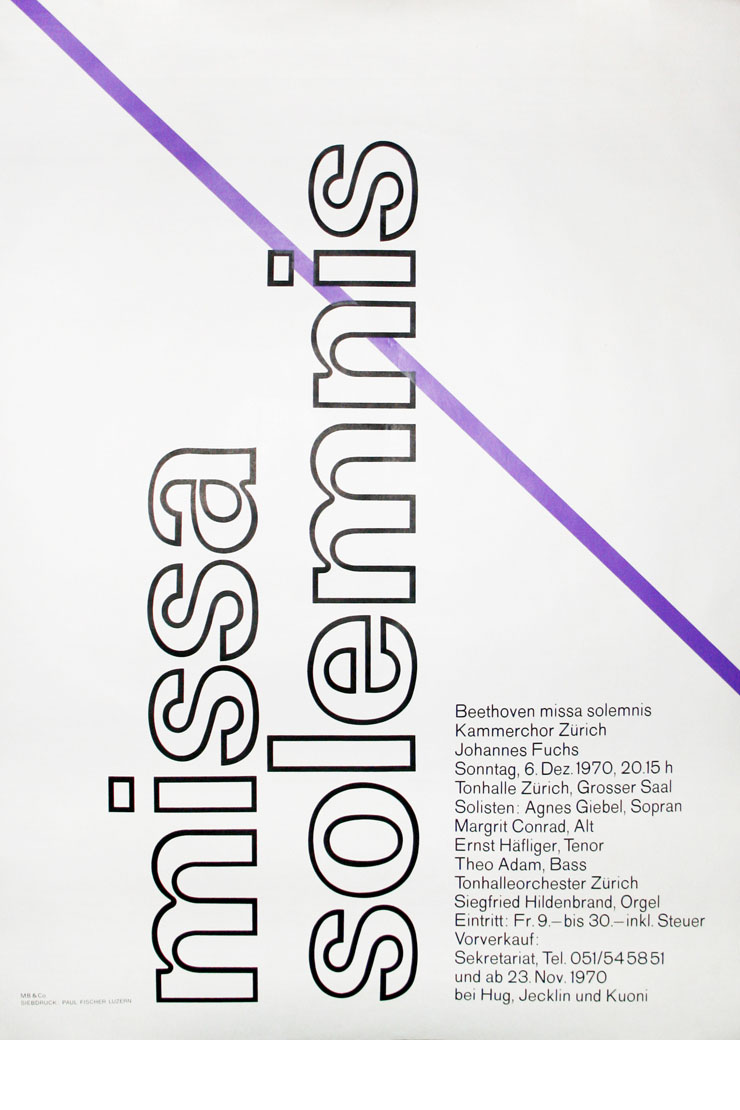 missa
solemnis
Beethoven missa solemnis
Kammerchor Zürich
Johannes Fuchs
Sonntag, 6. Dez. 1970, 20.15 h
Tonhalle Zürich, Grosser Saal
Solisten: Agnes Giebel, Sopran
Margrit Conrad, Alt
Ernst Häfliger, Tenor
Theo Adam, Bass
Tonhalleorchester Zürich
Siegfried Hildenbrand, Orgel
Eintritt: Fr. 9.– bis 30.– inkl. Steuer
Vorverkauf:
Sekretariat, Tel. 051/54 58 51
und ab 23. Nov. 1970
bei Hug, Jecklin und Kuoni
MB & Co
SIEBDRUCK: PAUL FISCHER LUZERN